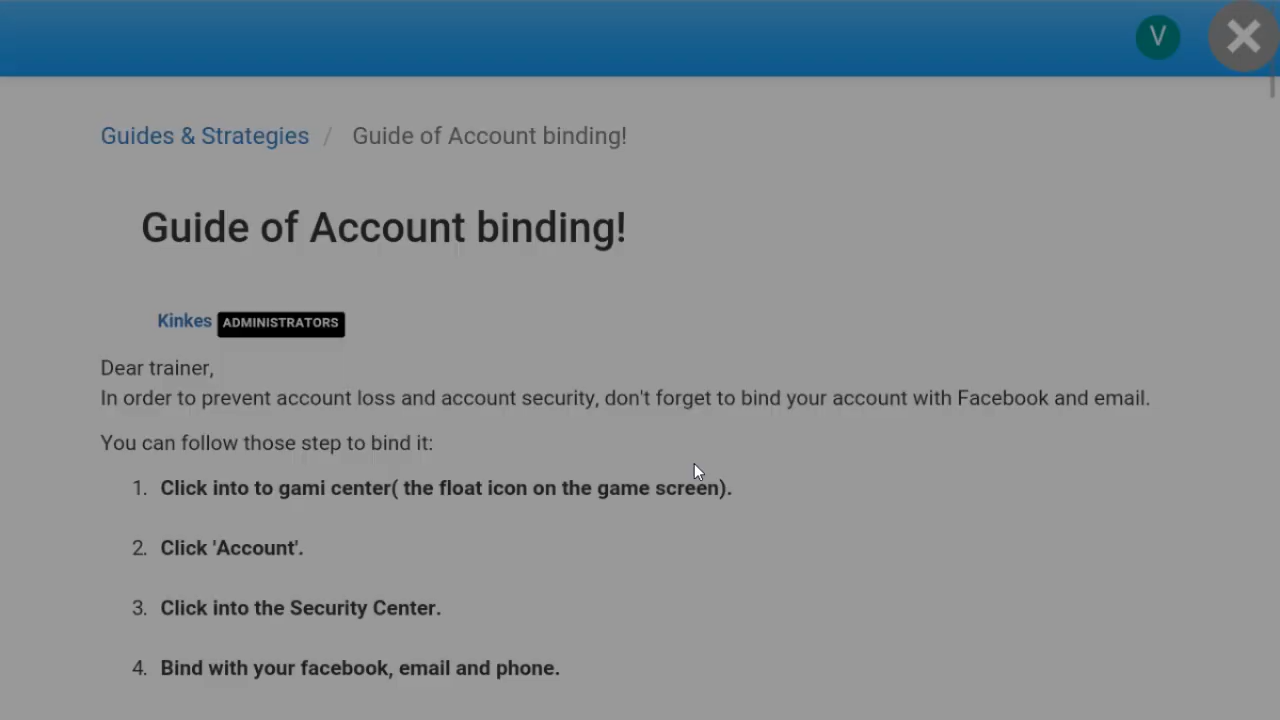 V
Guides & Strategies / Guide of Account binding!
Guide of Account binding!
Kinkes ADMINISTRATORS
Dear trainer,
In order to prevent account loss and account security, don't forget to bind your account with Facebook and email.
You can follow those step to bind it:
1. Click into to gami center( the float icon on the game screen).
2. Click 'Account'.
3. Click into the Security Center.
4. Bind with your facebook, email and phone.